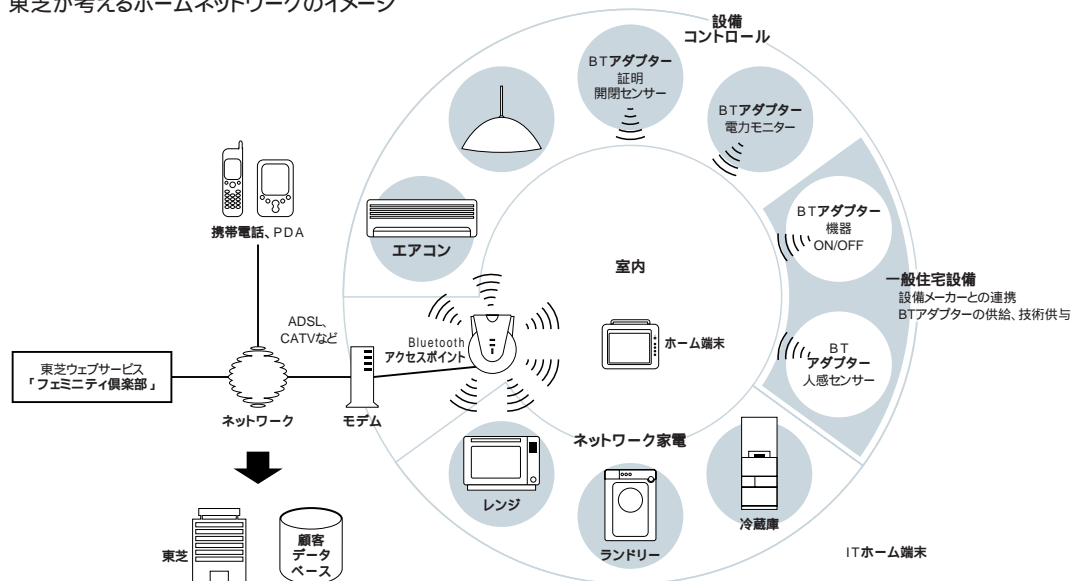 東芝が考えるホームネットワークのイメージ
設備
コントロール
BTアダプター
証明
開閉センサー
BTアダプター
電力モニター
携帯電話、PDA
エアコン
BTアダプター
機器
ON/OFF
室内
一般住宅設備
設備メーカーとの連携
BTアダプターの供給、技術供与
ADSL、
CATVなど
Bluetooth
アクセスポイント
ホーム端末
BT
アダプター
人感センサー
東芝ウェブサービス
「フェミニティ倶楽部」
ネットワーク
モデム
ネットワーク家電
レンジ
ランドリー
冷蔵庫
東芝
顧客
データ
ベース
ITホーム端末